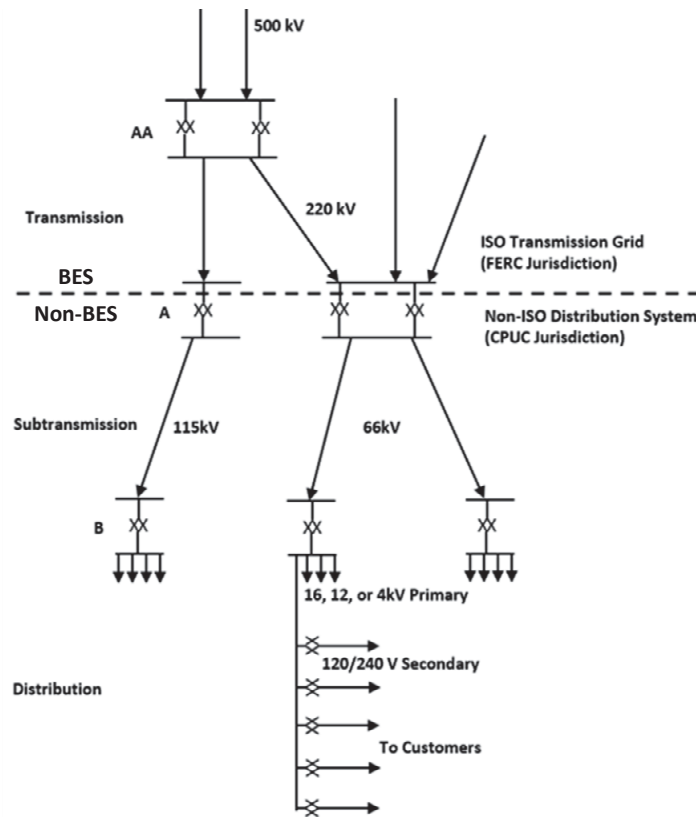 500 kV
AA
220 kV
Transmission
ISO Transmission Grid
(FERC Jurisdiction)
BES
Non-BES
A
Non-ISO Distribution System
(CPUC Jurisdiction)
Subtransmission
115kV
66kV
B
16, 12, or 4kV Primary
120/240 V Secondary
Distribution
To Customers